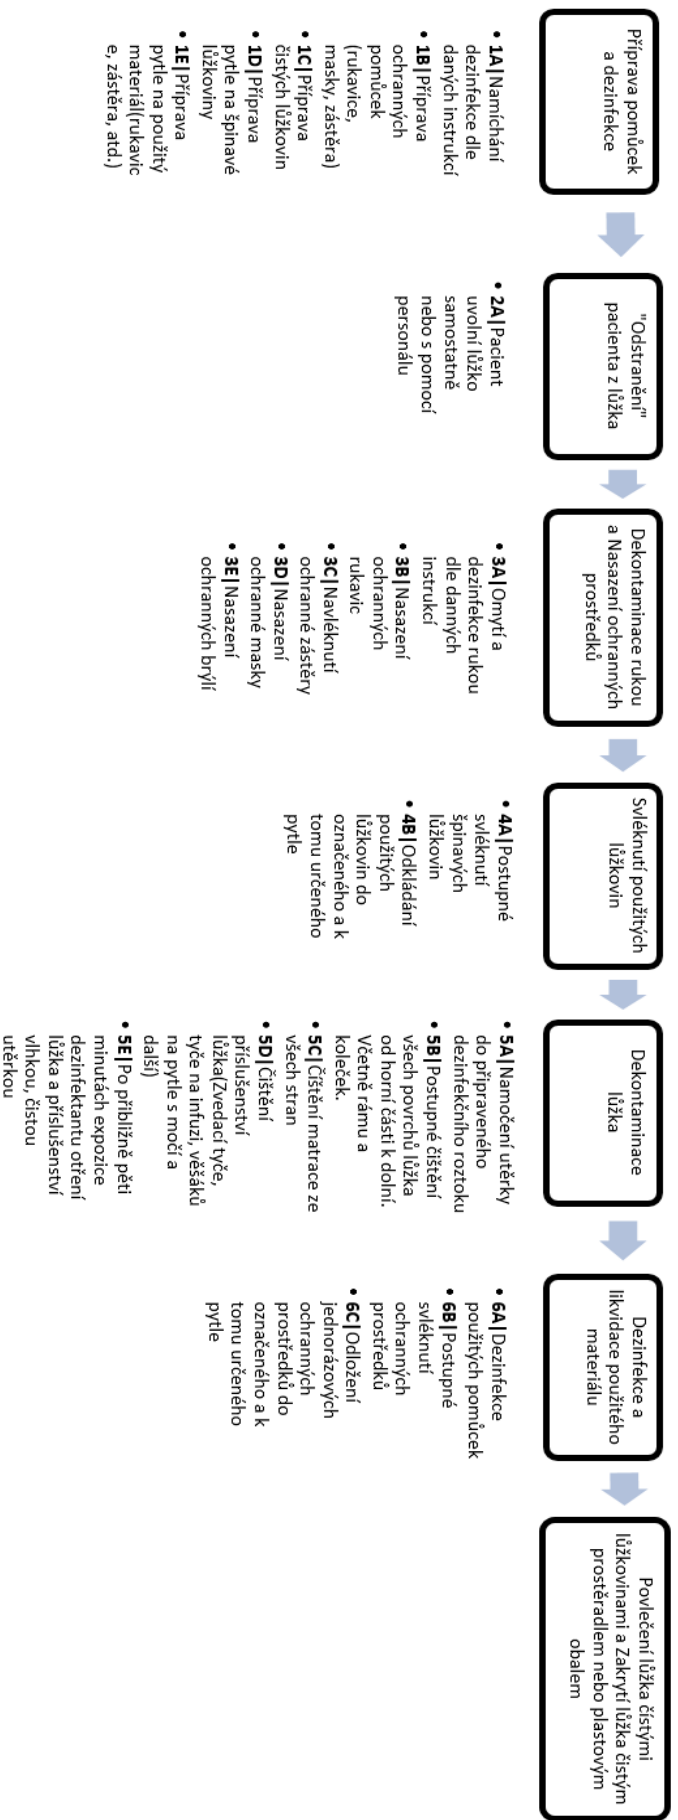 Příprava pomůcek
a dezinfekce
• 1A|Namíchání
dezinfekce dle
daných instrukcí
• 1B|Příprava
ochranných
pomůcek
(rukavice,
masky, zástěra)
• 1C|Příprava
čistých lůžkovin
• 1D|Příprava
pytle na špinavé
lůžkoviny
• 1E|Příprava
pytle na použitý
materiál(rukavic
e, zástěra, atd.)
"Odstranění"
pacienta z lůžka
• 2A|Pacient
uvolní lůžko
samostatně
nebo s pomocí
personálu
Dekontaminace rukou
a Nasazení ochranných
prostředků
• 3A|Omytí a
dezinfekce rukou
dle daných
instrukcí
• 3B|Nasazení
ochranných
rukavic
• 3C|Navléknutí
ochranné zástěry
• 3D|Nasazení
ochranné masky
• 3E|Nasazení
ochranných brýlí
Svléknutí použitých
lůžkovin
• 4A|Postupné
svléknutí
špinavých
lůžkovin
• 4B|Odkládání
použitých
lůžkovin do
označeného a k
tomu určeného
pytle
Dekontaminace
lůžka
• 5A|Namočení utěrky
do připraveného
dezinfekčního roztoku
• 5B|Postupné čištění
všech povrchů lůžka
od horní části k dolní.
Včetně rámu a
koleček.
• 5C|Číštění matrace ze
všech stran
• 5D|Čištění
příslušenství
lůžka(Zvedací tyče,
tyče na infuzi, věšáků
na pytle s močí a
další)
• 5E|Po přibližně pěti
minutách expozice
dezinfektantu otření
lůžka a příslušenství
vlhkou, čistou
utěrkou
Dezinfekce a
likvidace použitého
materiálu
• 6A|Dezinfekce
použitých pomůcek
• 6B|Postupné
svléknutí
ochranných
prostředků
• 6C|Odložení
jednorázových
ochranných
prostředků do
označeného a k
tomu určeného
pytle
Povlečení lůžka čístými
lůžkovinami a Zakrytí lůžka čistým
prostěradlem nebo plastovým
obalem